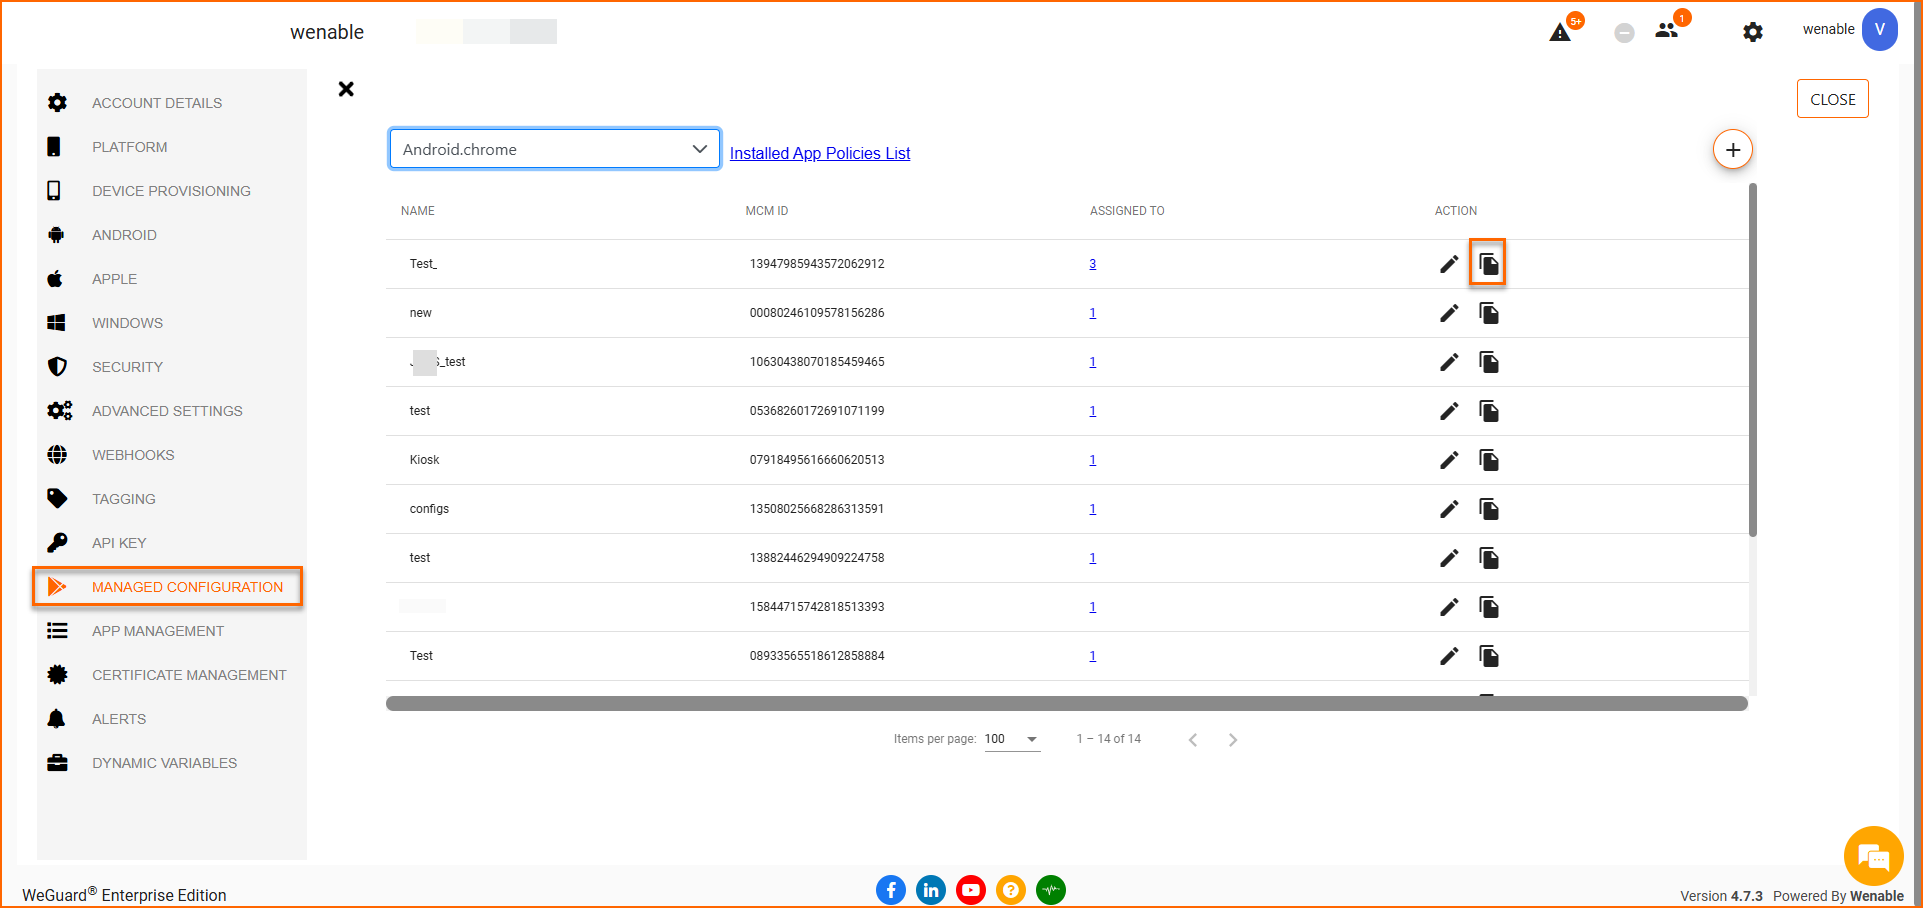 wenable
5+
1
wenable
V
ACCOUNT DETAILS
PLATFORM
DEVICE PROVISIONING
ANDROID
APPLE
WINDOWS
SECURITY
ADVANCED SETTINGS
WEBHOOKS
TAGGING
API KEY
MANAGED CONFIGURATION
APP MANAGEMENT
CERTIFICATE MANAGEMENT
ALERTS
DYNAMIC VARIABLES
CLOSE
Android.chrome
Installed App Policies List
NAME MCM ID ASSIGNED TO ACTION
Test_ 13947985943572062912 3
new 00080246109578156286 1
_test 10630438070185459465 1
test 05368260172691071199 1
Kiosk 07918495616660620513 1
configs 13508025668286313591 1
test 13882446294909224758 1
15844715742818513393 1
Test 08933565518612858884 1
Items per page: 100 1 – 14 of 14
WeGuard® Enterprise Edition
Version 4.7.3 Powered By Wenable